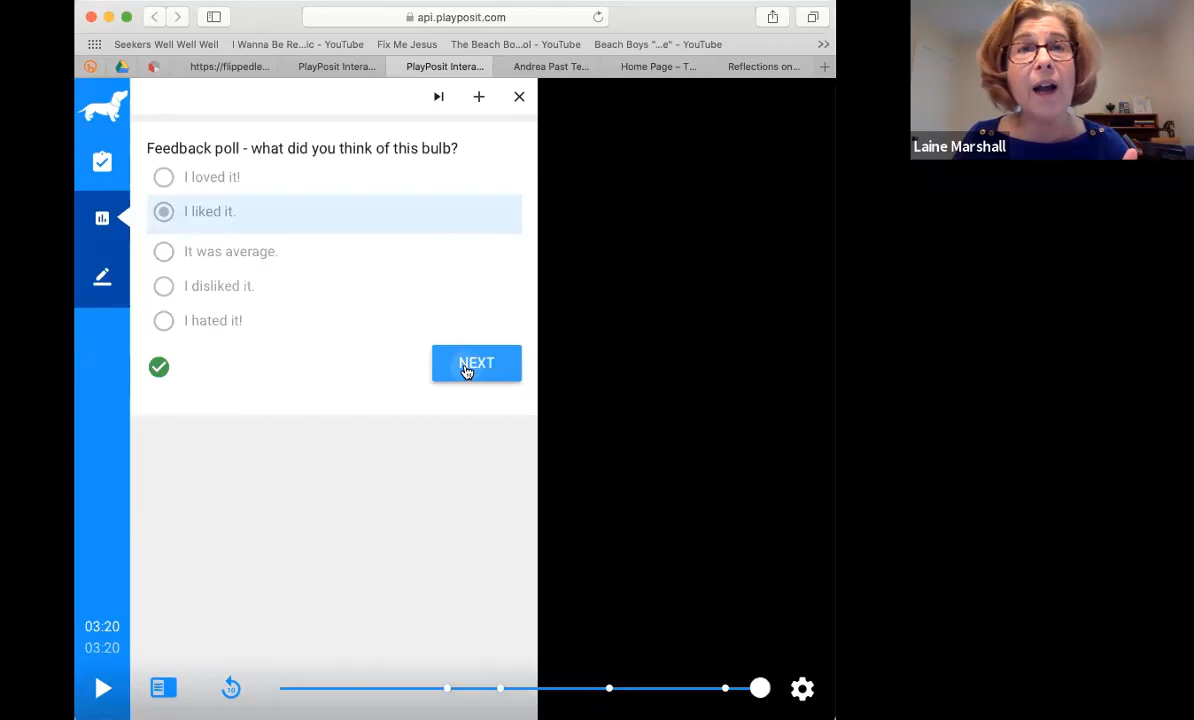 api.playposit.com
Seekers Well Well Well
I Wanna Be Re...ic - YouTube
Fix Me Jesus
The Beach Bo...ol - YouTube
Beach Boys "...e" - YouTube
https://flippedle...
PlayPosit Intera...
PlayPosit Intera...
Andrea Past Te...
Home Page – T...
Reflections on...
Laine Marshall
Feedback poll - what did you think of this bulb?
I loved it!
I liked it.
It was average.
I disliked it.
I hated it!
NEXT
03:20
03:20
10